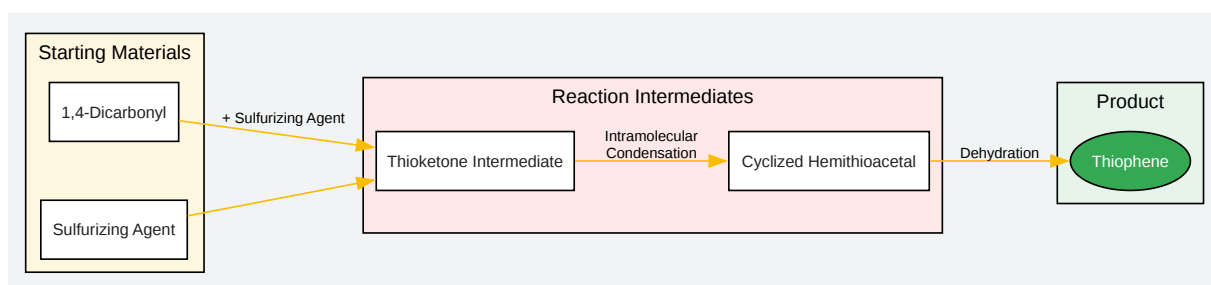 Starting Materials
1,4-Dicarbonyl
Sulfurizing Agent
+ Sulfurizing Agent
Reaction Intermediates
Thioketone Intermediate
Intramolecular
Condensation
Cyclized Hemithioacetal
Dehydration
Product
Thiophene